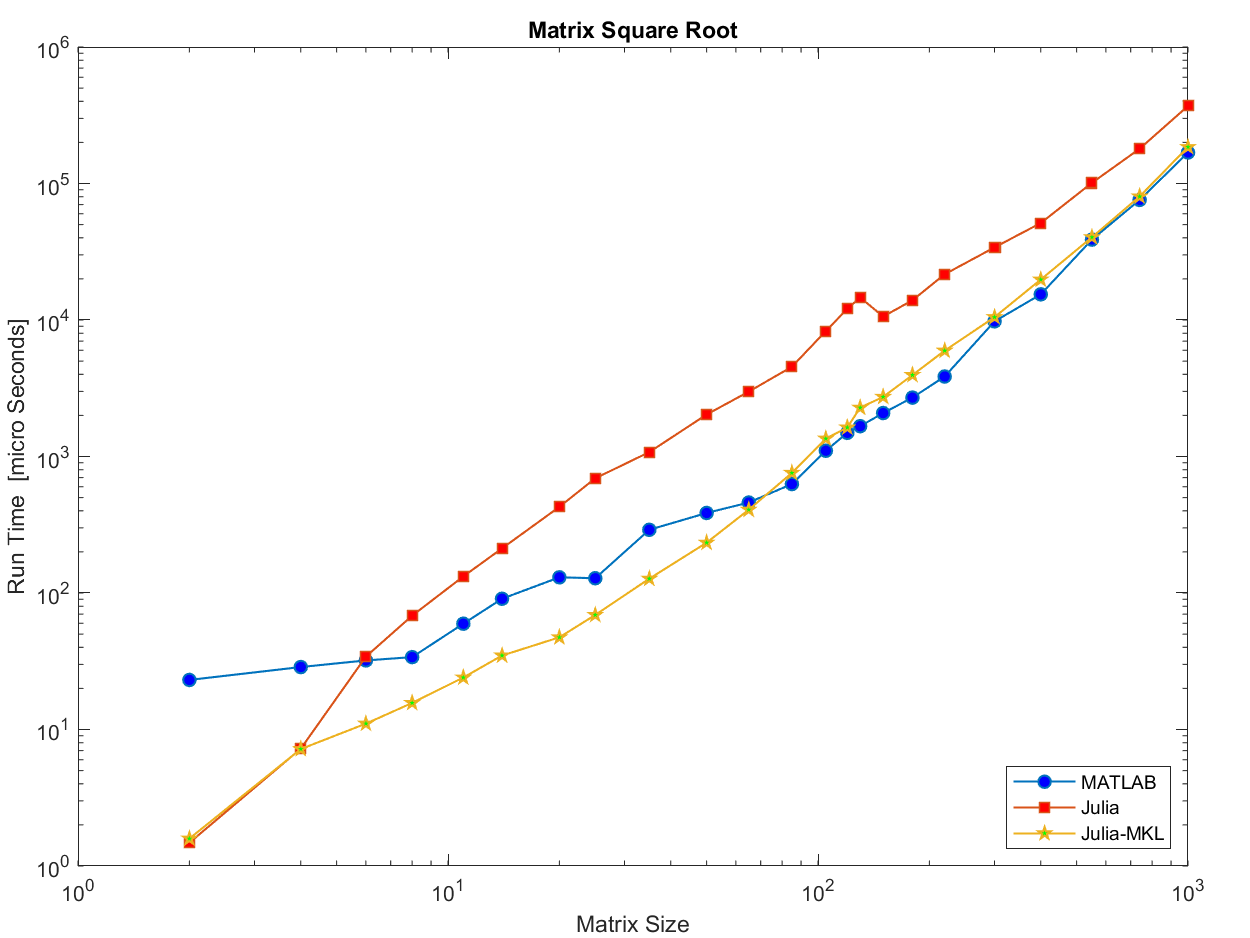 Matrix Square Root
10^6
10^5
10^4
10^3
10^2
10^1
10^0
Run Time [micro Seconds]
10^0 10^1 10^2 10^3
Matrix Size
MATLAB
Julia
Julia-MKL